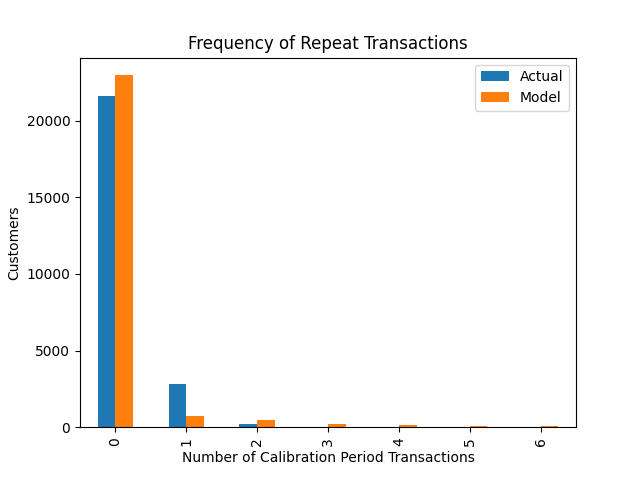 Frequency of Repeat Transactions
Actual
Model
20000
15000
10000
5000
0
Customers
0 1 2 3 4 5 6
Number of Calibration Period Transactions